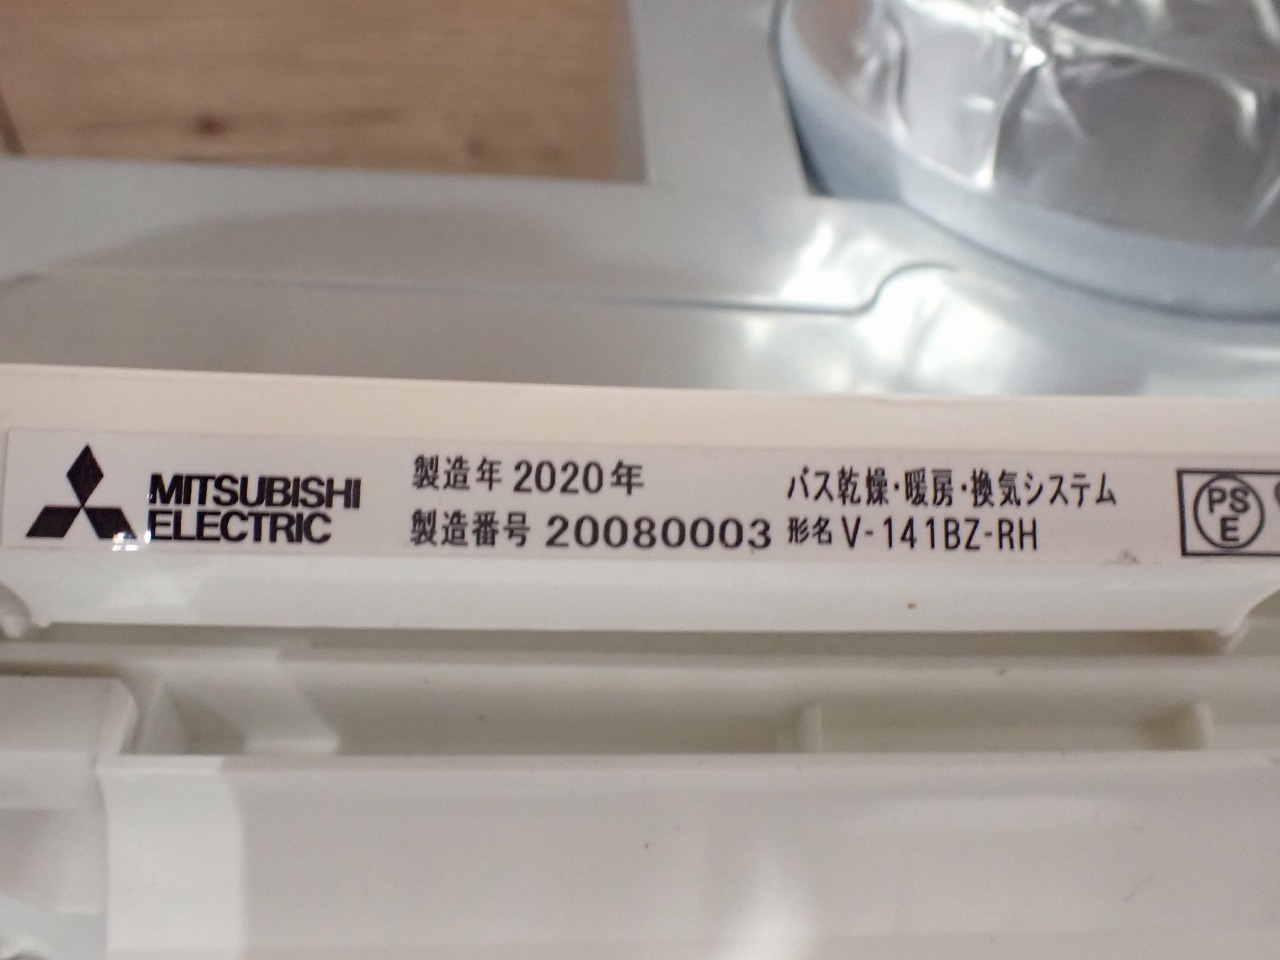 MITSUBISHI
ELECTRIC
製造年 2020年
製造番号 20080003
バス乾燥・暖房・換気システム
形名 V-141BZ-RH
PS
E